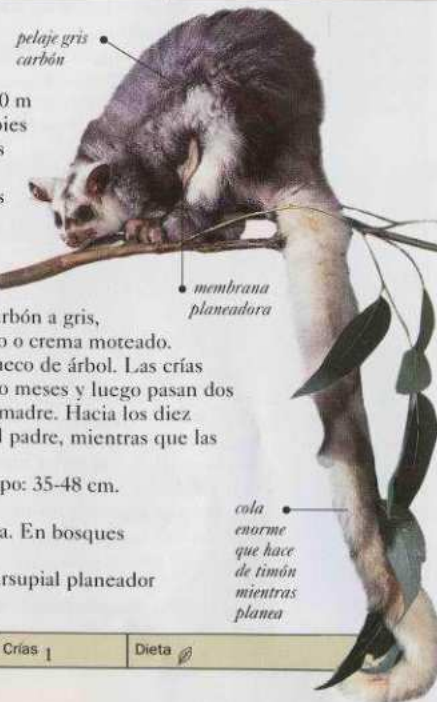 pelaje gris
carbón
0 m
pies
s
s
membrana
planeadora
arbón a gris,
o o crema moteado.
ueco de árbol. Las crías
o meses y luego pasan dos
madre. Hacia los diez
l padre, mientras que las
po: 35-48 cm.
a. En bosques
arsupial planeador
cola
enorme
que hace
de timón
mientras
planea
Crías 1
Dieta